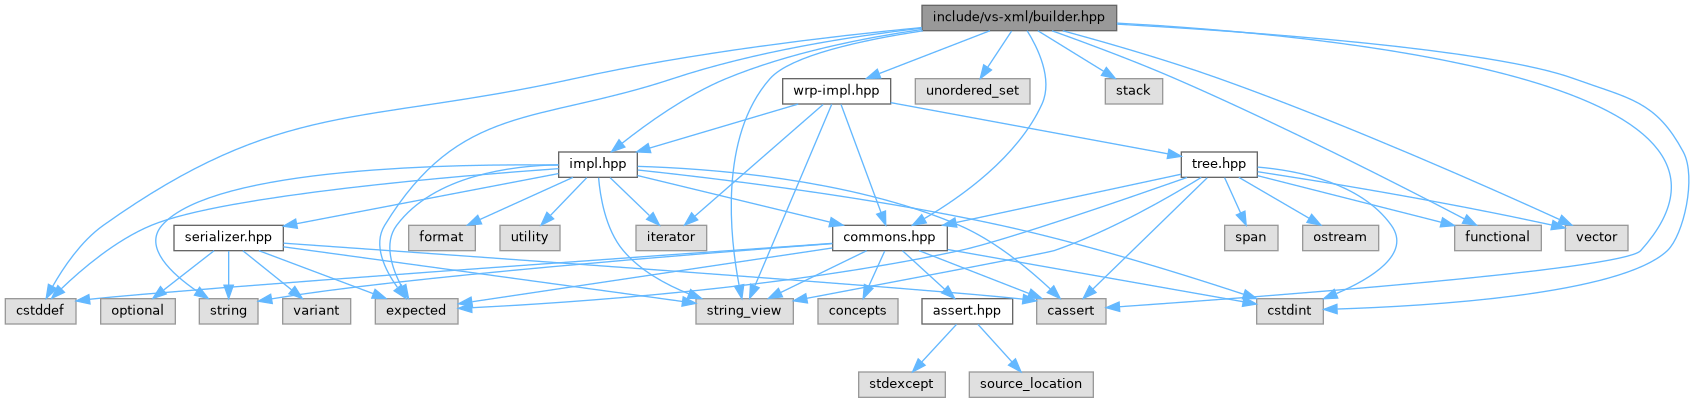 include/vs-xml/builder.hpp
wrp-impl.hpp
unordered_set
stack
impl.hpp
tree.hpp
serializer.hpp
format
utility
iterator
commons.hpp
span
ostream
functional
vector
cstddef
optional
string
variant
expected
string_view
concepts
assert.hpp
cassert
cstdint
stdexcept
source_location